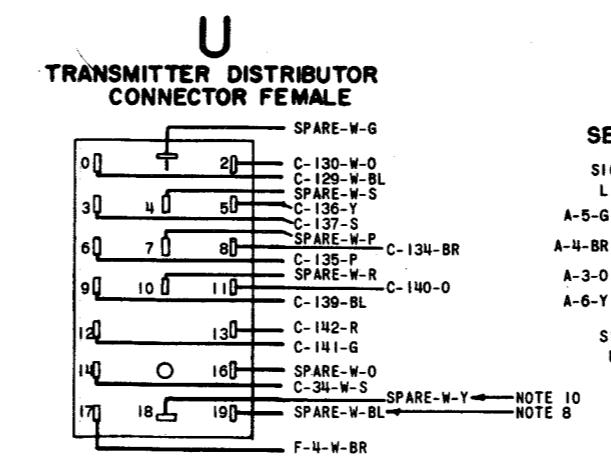 U
TRANSMITTER DISTRIBUTOR
CONNECTOR FEMALE
SPARE-W-G
0 2 C-130-W-O
C-129-W-BL
SPARE-W-S
3 4 5 C-136-Y
C-137-S
SPARE-W-P
6 7 8 C-134-BR
C-135-P
SPARE-W-R
9 10 11 C-140-O
C-139-BL
12 13 C-142-R
C-141-G
14 16 SPARE-W-O
C-34-W-S
SPARE-W-Y NOTE 10
17 18 19 SPARE-W-BL NOTE 8
F-4-W-BR
SE
SI
L
A-5-G
A-4-BR
A-3-O
A-6-Y
S